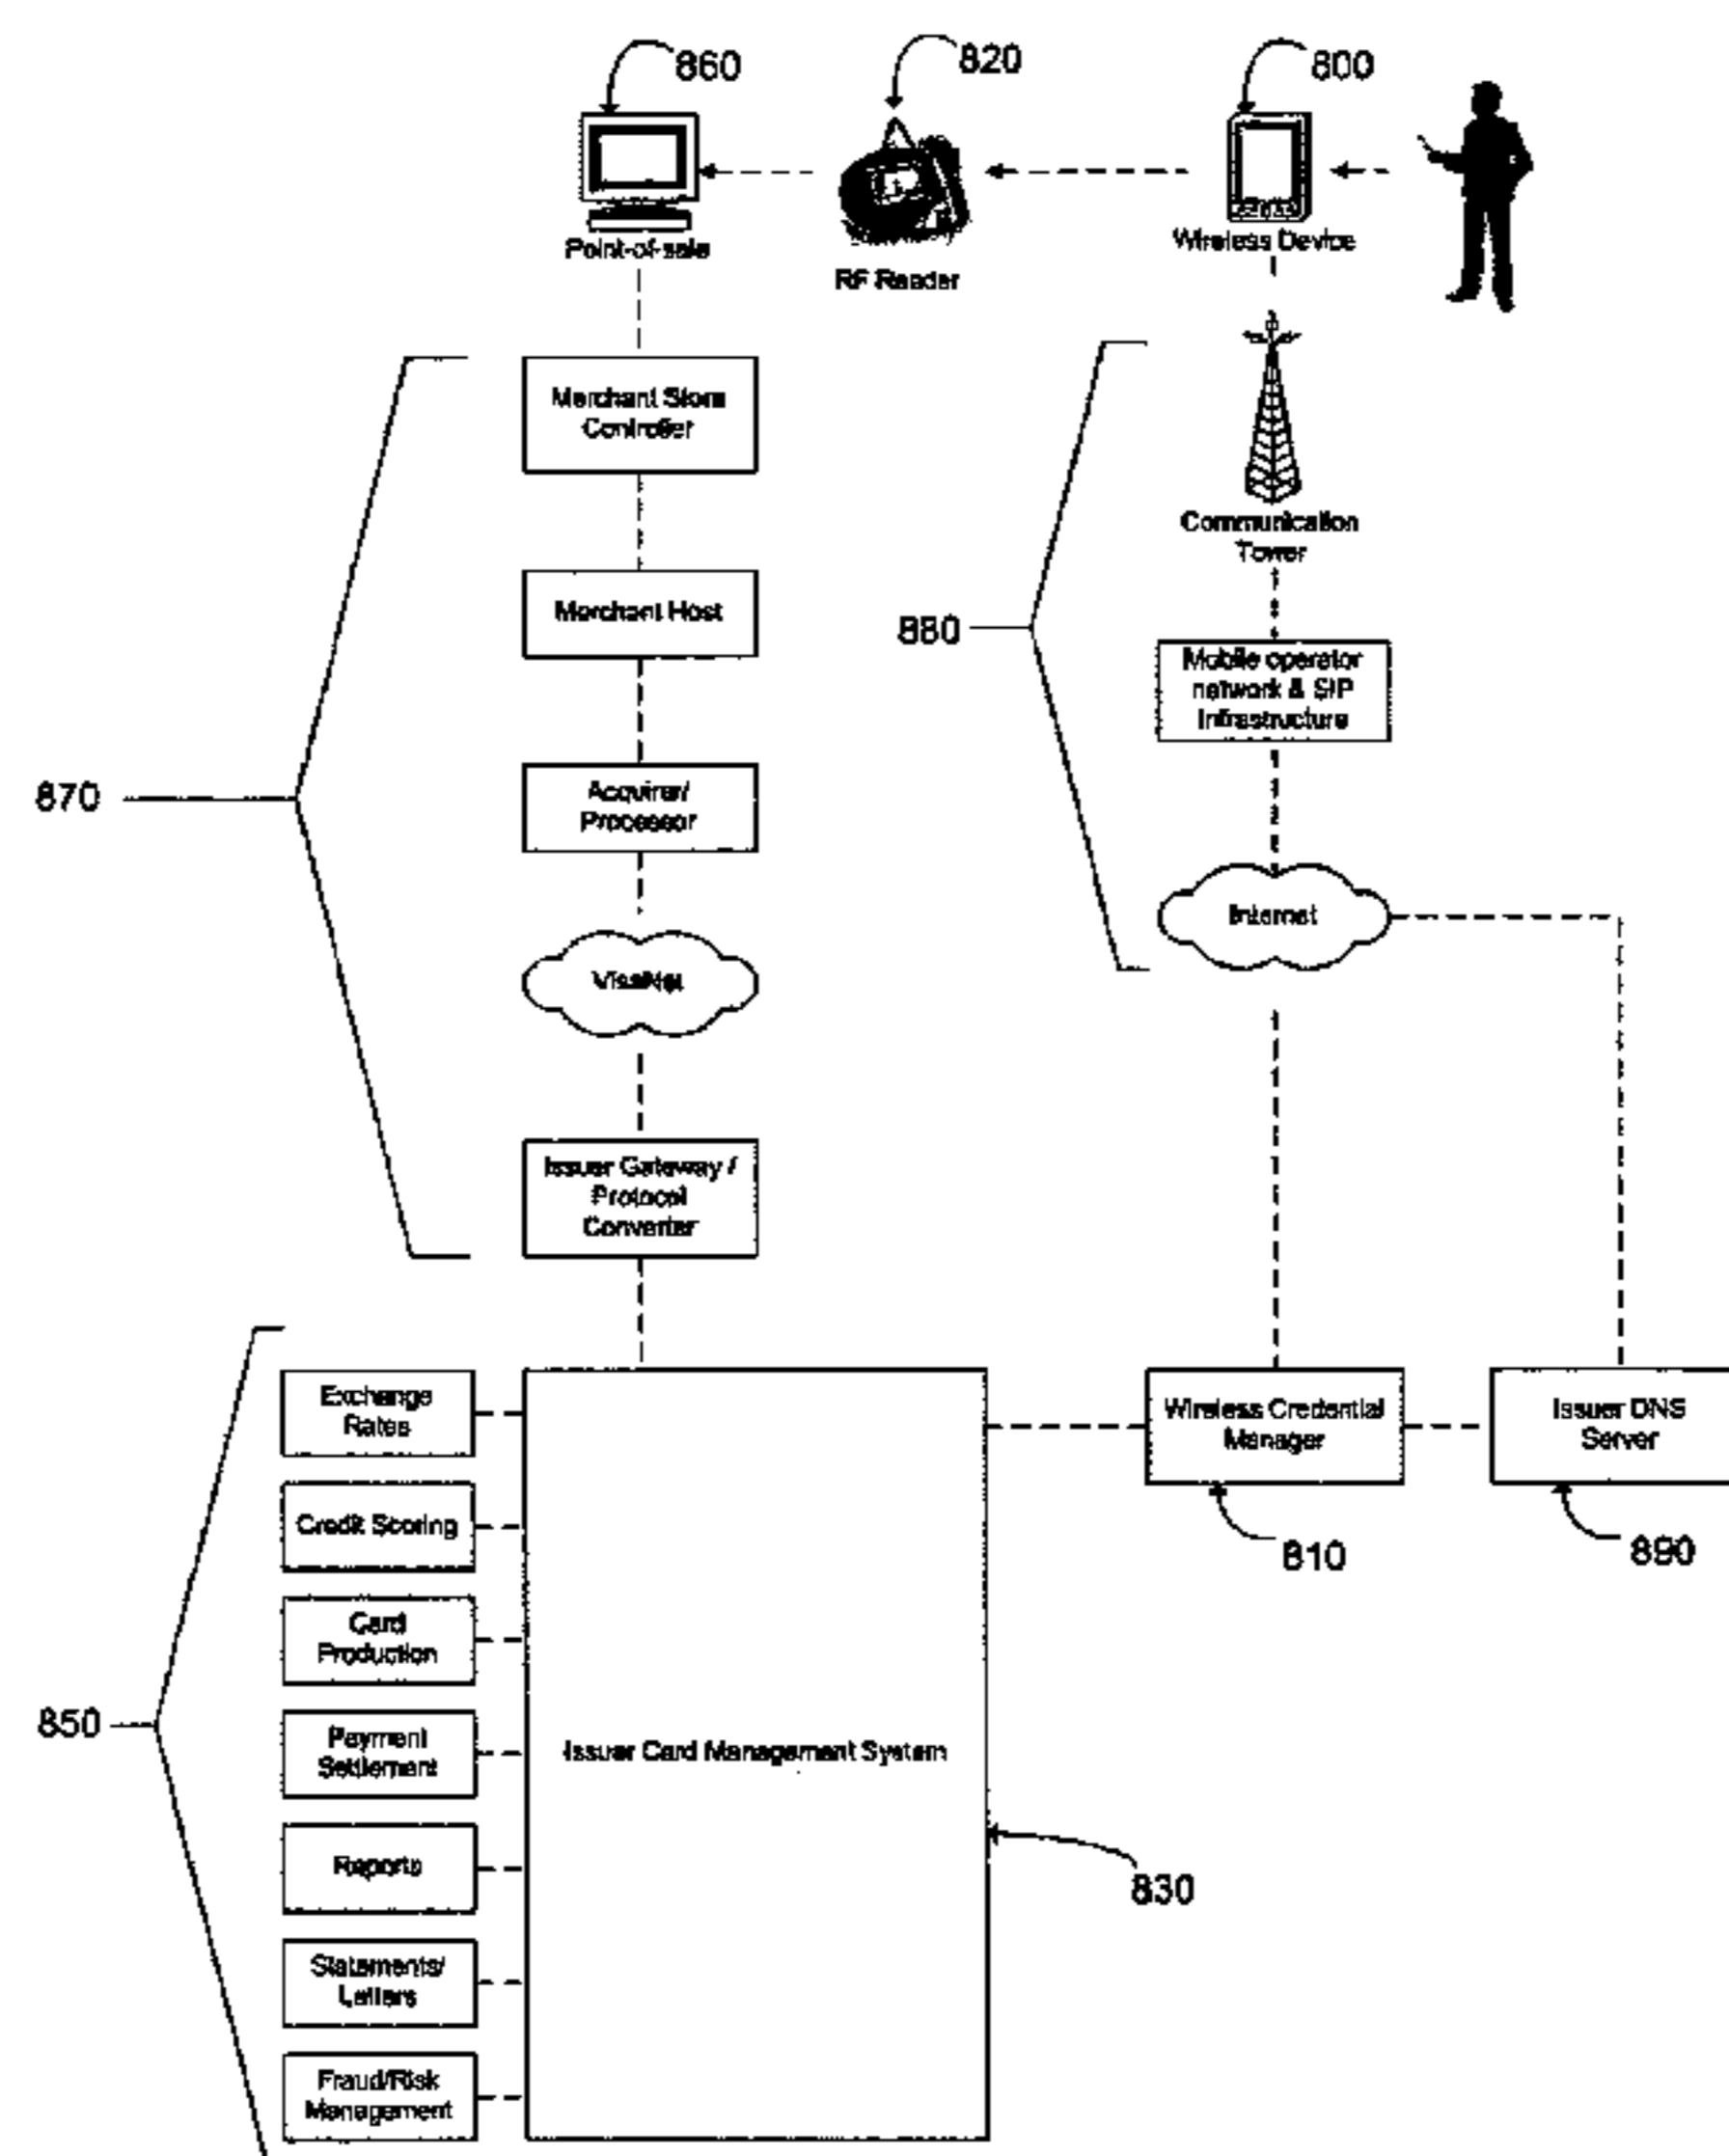 860
820
800
Point-of-sale
RF Reader
Wireless Device
Merchant Store
Controller
Communication
Tower
Merchant Host
880
Mobile operator
network & SIP
Infrastructure
870
Acquirer/
Processor
Internet
VisaNet
Issuer Gateway /
Protocol
Converter
Exchange
Rates
Wireless Credential
Manager
Issuer DNS
Server
Credit Scoring
810
890
Card
Production
850
Payment
Settlement
Issuer Card Management System
Reports
830
Statements/
Letters
Fraud/Risk
Management